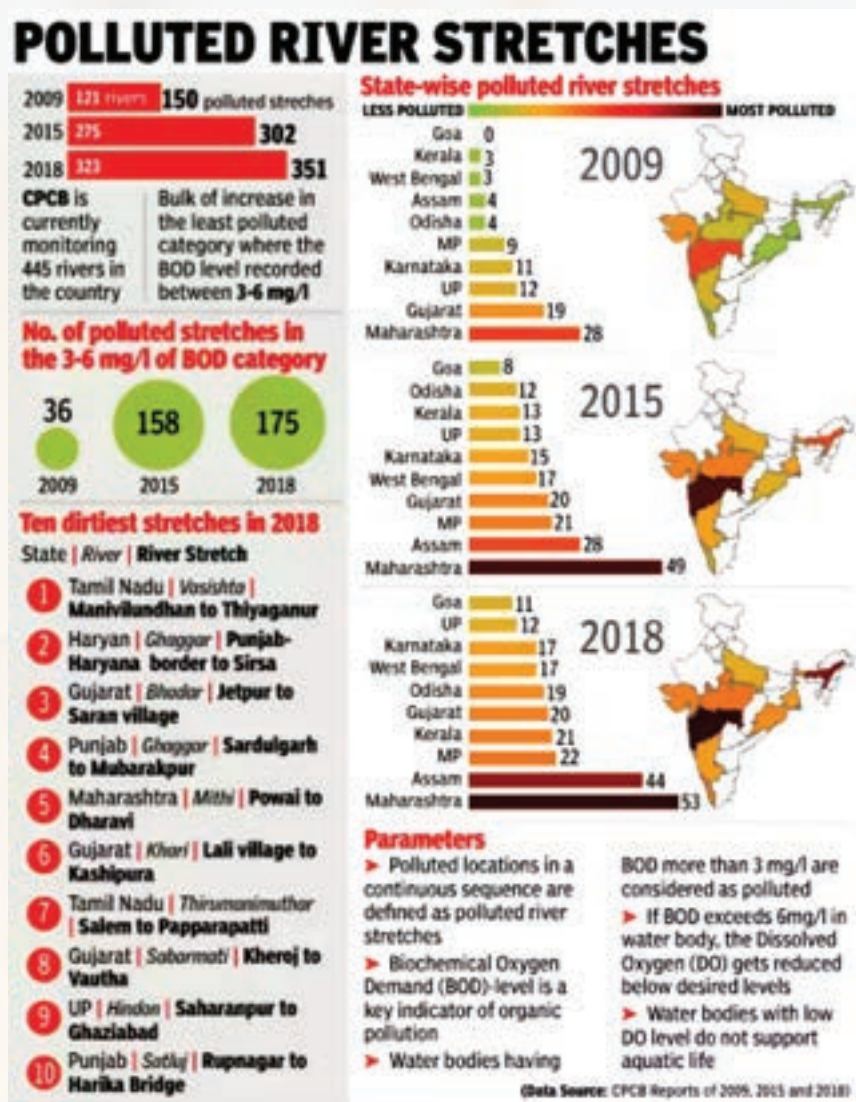 POLLUTED RIVER STRETCHES
2009 121 rivers 150 polluted streches
2015 275 302
2018 323 351
CPCB is
currently
monitoring
445 rivers in
the country
Bulk of increase in
the least polluted
category where the
BOD level recorded
between 3-6 mg/l
No. of polluted stretches in
the 3-6 mg/l of BOD category
36 158 175
2009 2015 2018
Ten dirtiest stretches in 2018
State | River | River Stretch
1 Tamil Nadu | Vasishta |
Manivilundhan to Thiyaganur
2 Haryan | Ghaggar | Punjab-
Haryana border to Sirsa
3 Gujarat | Bhadar | Jetpur to
Saran village
4 Punjab | Ghaggar | Sardulgarh
to Mubarakpur
5 Maharashtra | Mithi | Powai to
Dharavi
6 Gujarat | Khari | Lali village to
Kashipura
7 Tamil Nadu | Thirumanimuthar
| Salem to Papparapatti
8 Gujarat | Sabarmati | Kheroj to
Vautha
9 UP | Hindon | Saharanpur to
Ghaziabad
10 Punjab | Satluj | Rupnagar to
Harika Bridge
State-wise polluted river stretches
LESS POLLUTED MOST POLLUTED
2009
Goa 0
Kerala 3
West Bengal 3
Assam 4
Odisha 4
MP 9
Karnataka 11
UP 12
Gujarat 19
Maharashtra 28
2015
Goa 8
Odisha 12
Kerala 13
UP 13
Karnataka 15
West Bengal 17
Gujarat 20
MP 21
Assam 28
Maharashtra 49
2018
Goa 11
UP 12
Karnataka 17
West Bengal 17
Odisha 19
Gujarat 20
Kerala 21
MP 22
Assam 44
Maharashtra 53
Parameters
➤ Polluted locations in a
continuous sequence are
defined as polluted river
stretches
➤ Biochemical Oxygen
Demand (BOD)-level is a
key indicator of organic
pollution
➤ Water bodies having
BOD more than 3 mg/l are
considered as polluted
➤ If BOD exceeds 6mg/l in
water body, the Dissolved
Oxygen (DO) gets reduced
below desired levels
➤ Water bodies with low
DO level do not support
aquatic life
(Data Source: CPCB Reports of 2009, 2015 and 2018)